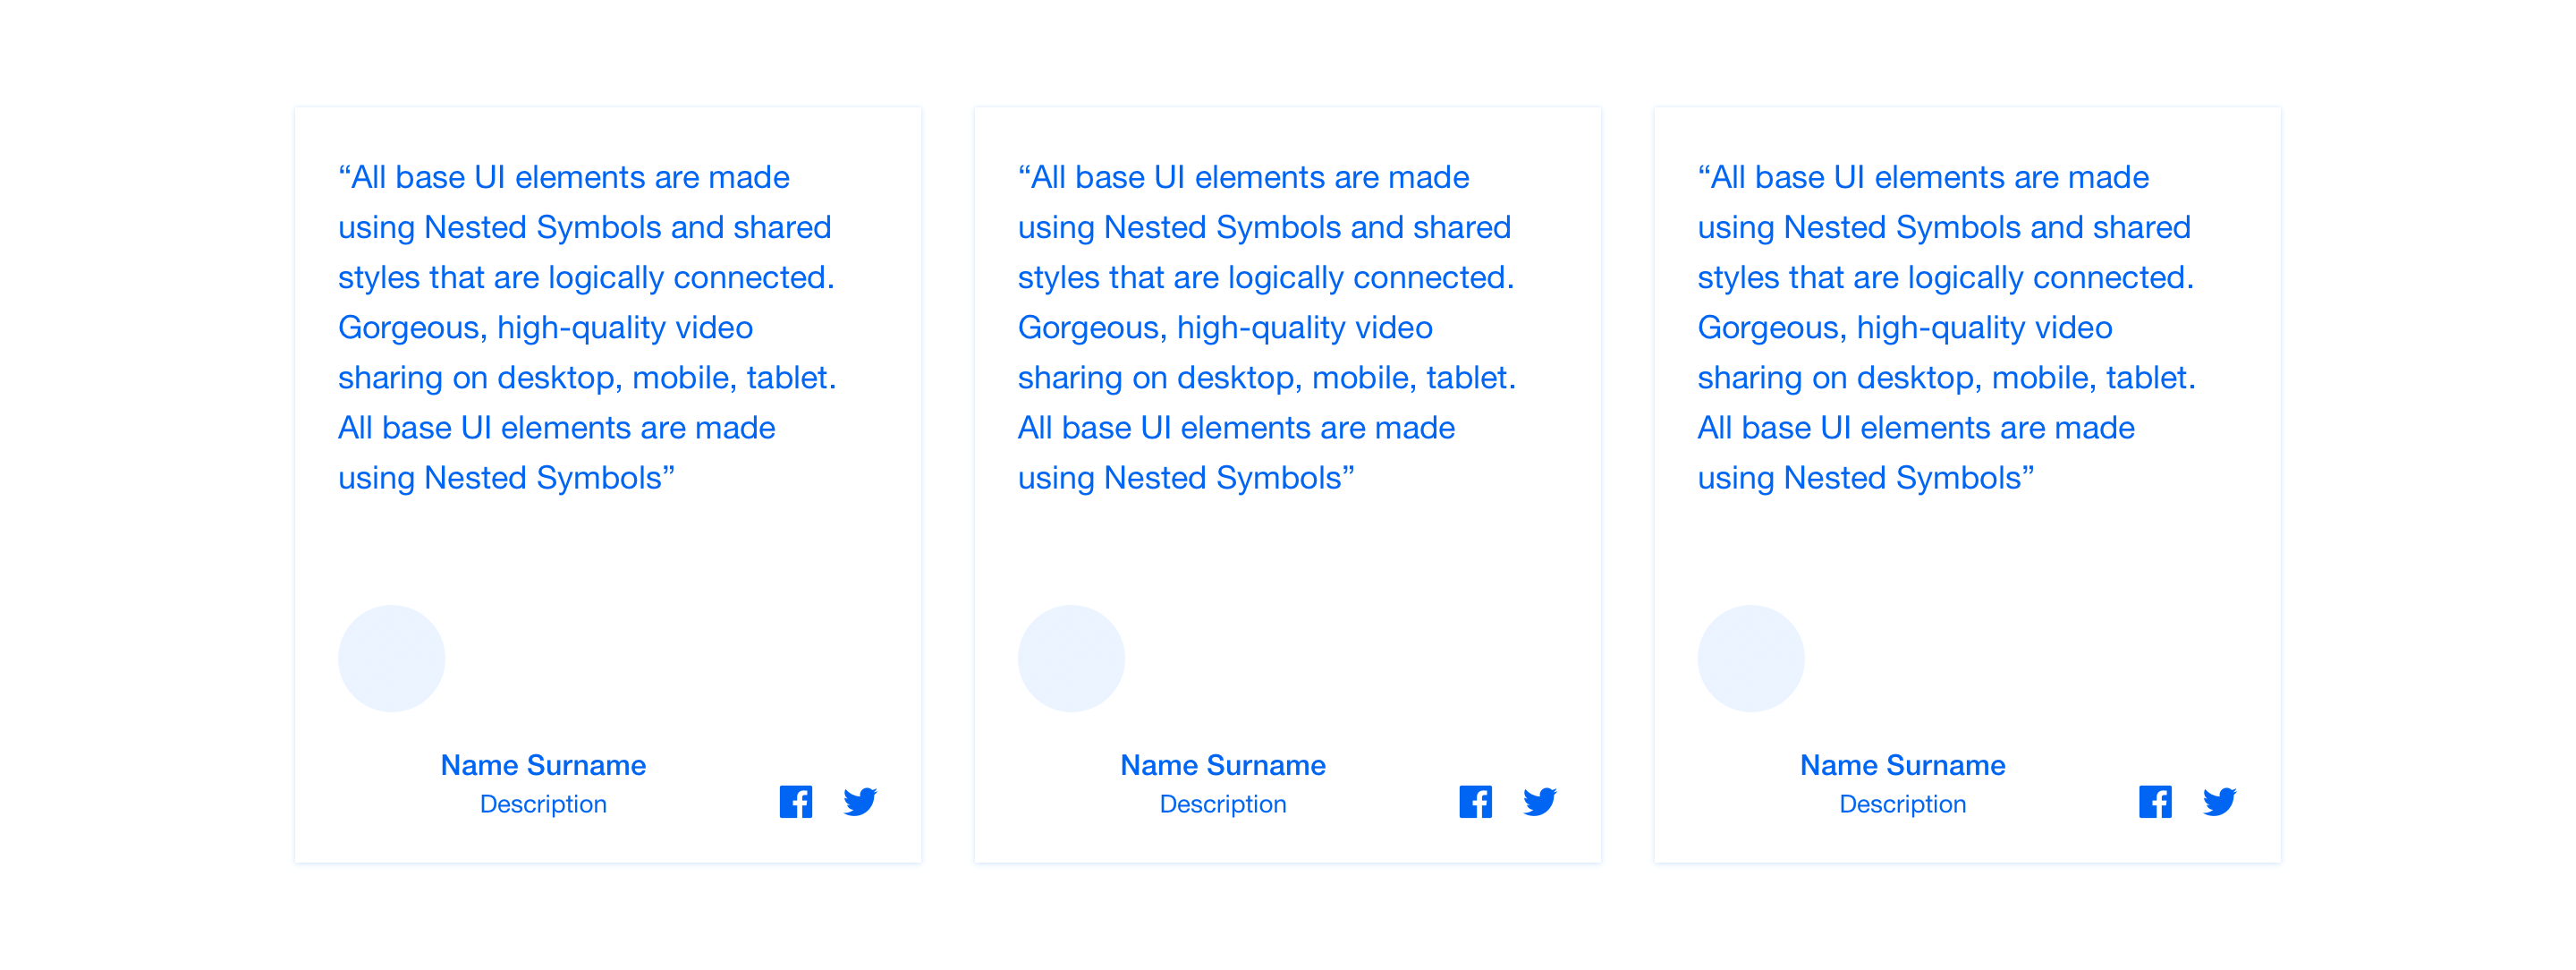 “All base UI elements are made
using Nested Symbols and shared
styles that are logically connected.
Gorgeous, high-quality video
sharing on desktop, mobile, tablet.
All base UI elements are made
using Nested Symbols”
Name Surname
Description
“All base UI elements are made
using Nested Symbols and shared
styles that are logically connected.
Gorgeous, high-quality video
sharing on desktop, mobile, tablet.
All base UI elements are made
using Nested Symbols”
Name Surname
Description
“All base UI elements are made
using Nested Symbols and shared
styles that are logically connected.
Gorgeous, high-quality video
sharing on desktop, mobile, tablet.
All base UI elements are made
using Nested Symbols”
Name Surname
Description